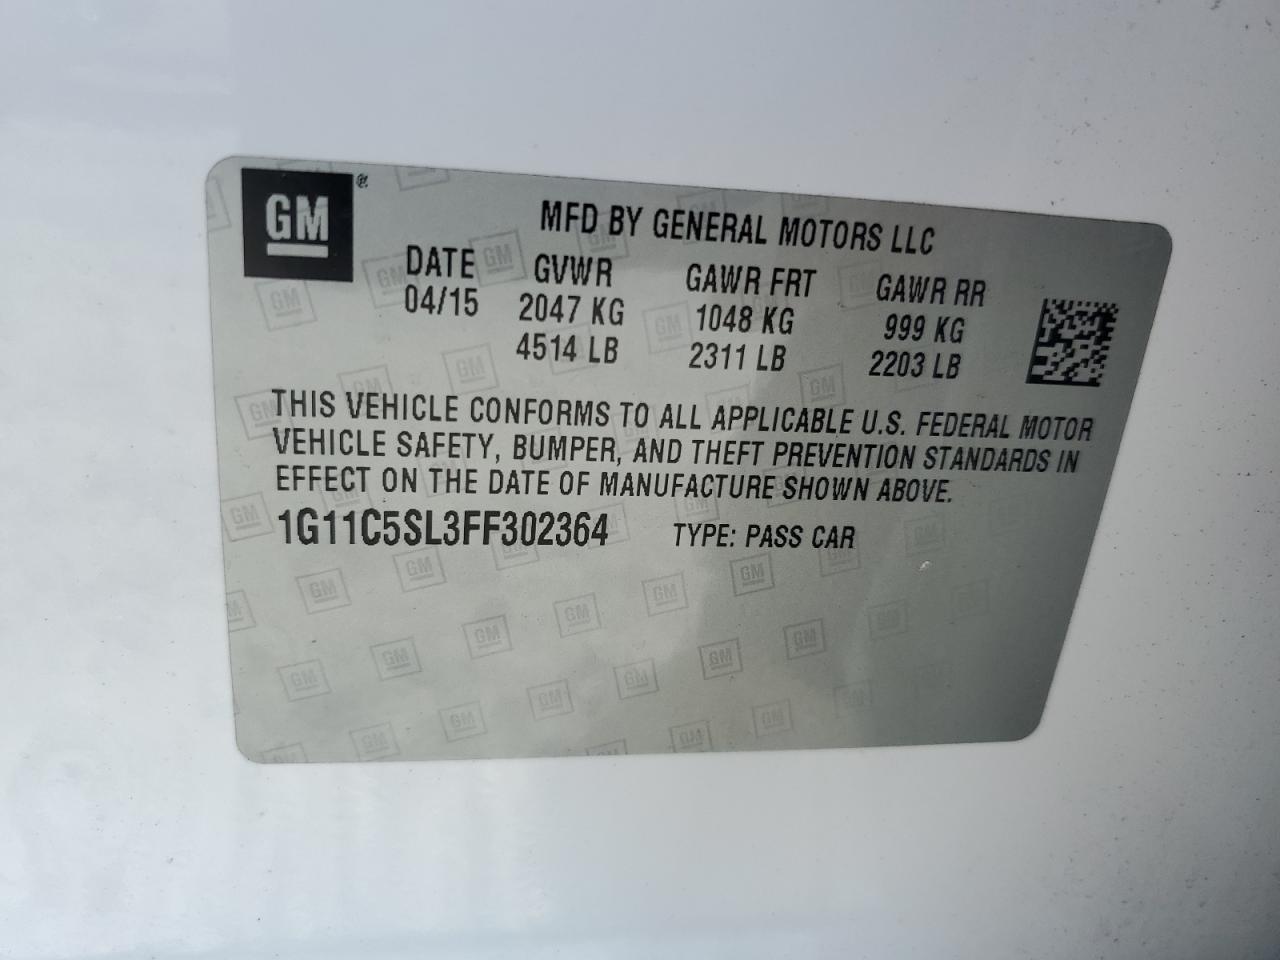 GM ®
MFD BY GENERAL MOTORS LLC
DATE GVWR GAWR FRT GAWR RR
04/15 2047 KG 1048 KG 999 KG
4514 LB 2311 LB 2203 LB
THIS VEHICLE CONFORMS TO ALL APPLICABLE U.S. FEDERAL MOTOR
VEHICLE SAFETY, BUMPER, AND THEFT PREVENTION STANDARDS IN
EFFECT ON THE DATE OF MANUFACTURE SHOWN ABOVE.
1G11C5SL3FF302364 TYPE: PASS CAR